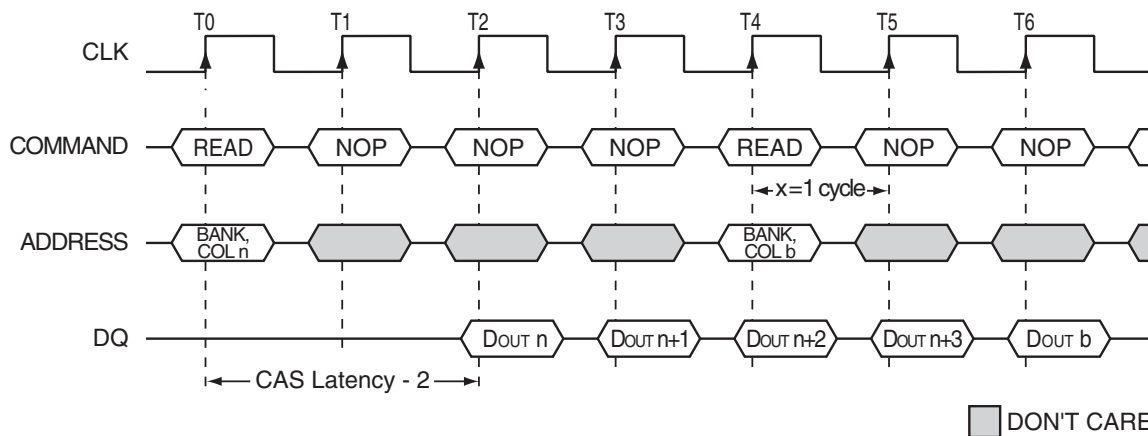 T0 T1 T2 T3 T4 T5 T6
CLK
COMMAND READ NOP NOP NOP READ NOP NOP
x=1 cycle
ADDRESS BANK, COL n BANK, COL b
DQ DOUT n DOUT n+1 DOUT n+2 DOUT n+3 DOUT b
CAS Latency - 2
DON'T CARE